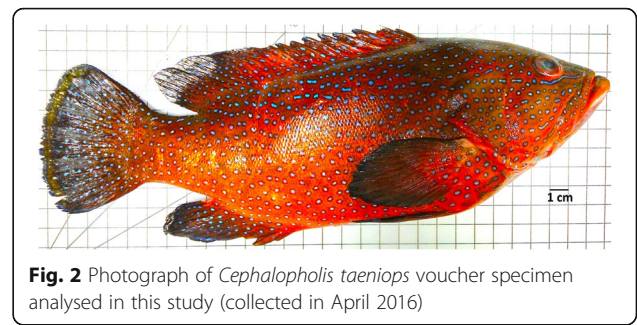 1 cm
Fig. 2 Photograph of Cephalopholis taeniops voucher specimen
analysed in this study (collected in April 2016)